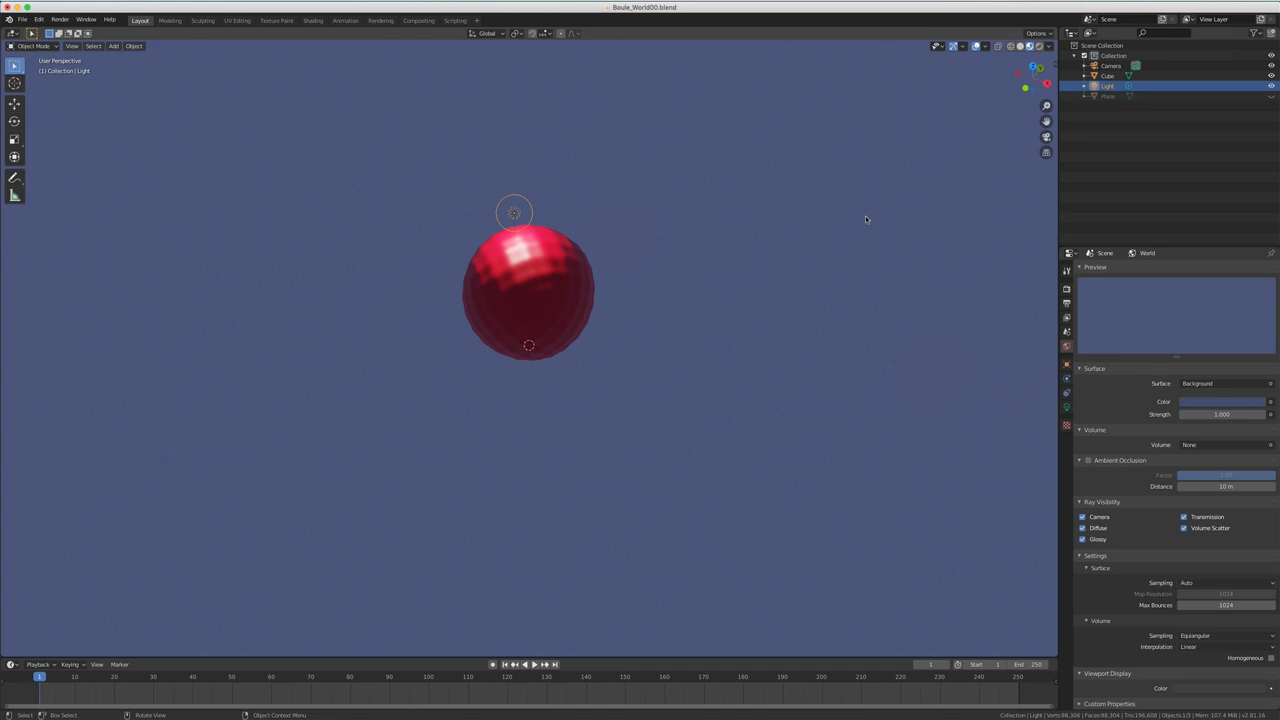 Boule_World00.blend
File Edit Render Window Help Layout Modeling Sculpting UV Editing Texture Paint Shading Animation Rendering Compositing Scripting Scene View Layer
Global Options
Object Mode View Select Add Object
User Perspective
(1) Collection | Light
Scene Collection
Collection
Camera
Cube
Light
Plane
Scene World
Preview
Surface
Surface Background
Color
Strength 1.000
Volume
Volume None
Ambient Occlusion
Factor 1.00
Distance 10 m
Ray Visibility
Camera Transmission
Diffuse Volume Scatter
Glossy
Settings
Surface
Sampling Auto
Map Resolution 1024
Max Bounces 1024
Volume
Sampling Equiangular
Interpolation Linear
Homogeneous
Viewport Display
Color
Custom Properties
Playback Keying View Marker 1 Start 1 End 250
1 10 20 30 40 50 60 70 80 90 100 110 120 130 140 150 160 170 180 190 200 210 220 230 240 250
Select Box Select Rotate View Object Context Menu Collection | Light | Verts:98,306 | Faces:98,304 | Tris:196,608 | Objects:1/3 | Mem: 107.4 MiB | v2.81.16